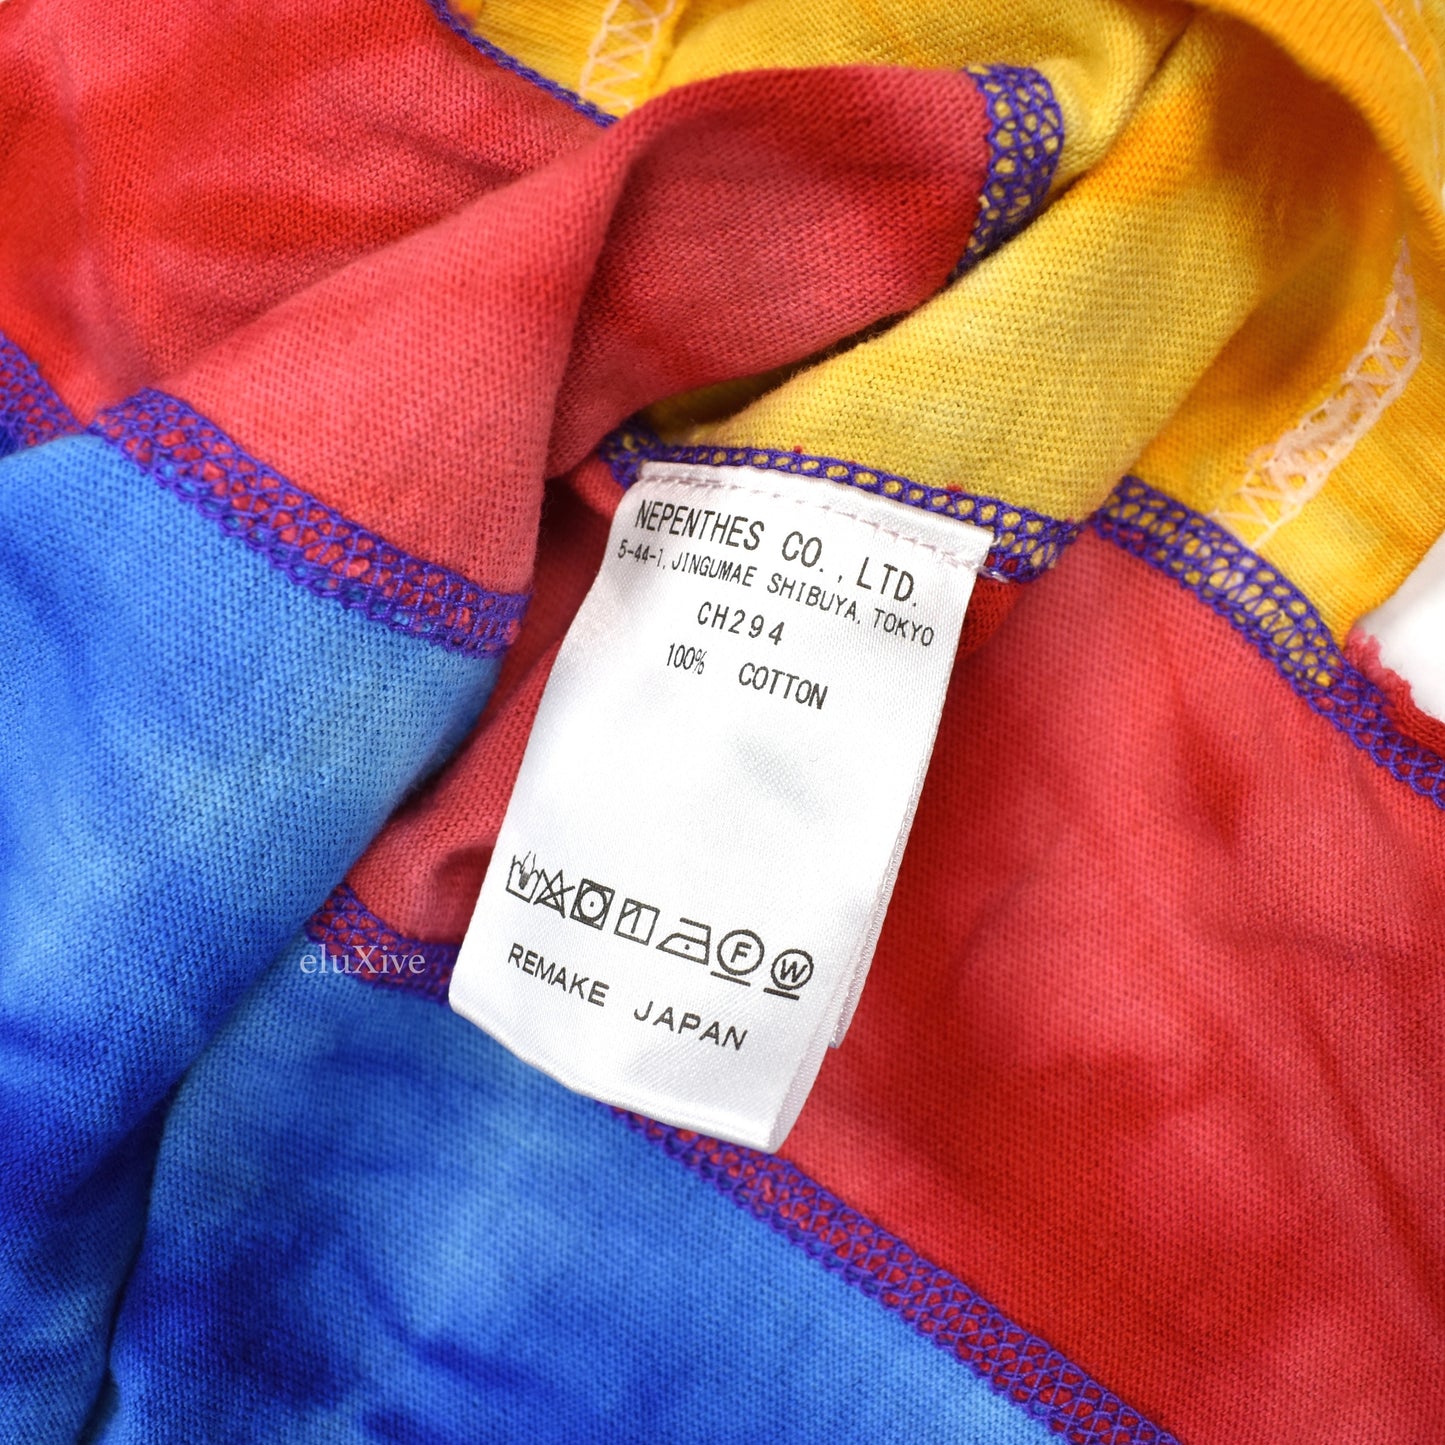 NEPENTHES CO., LTD.
5-44-1, JINGUMAE SHIBUYA, TOKYO
CH294
100% COTTON
F W
REMAKE JAPAN
eluXive